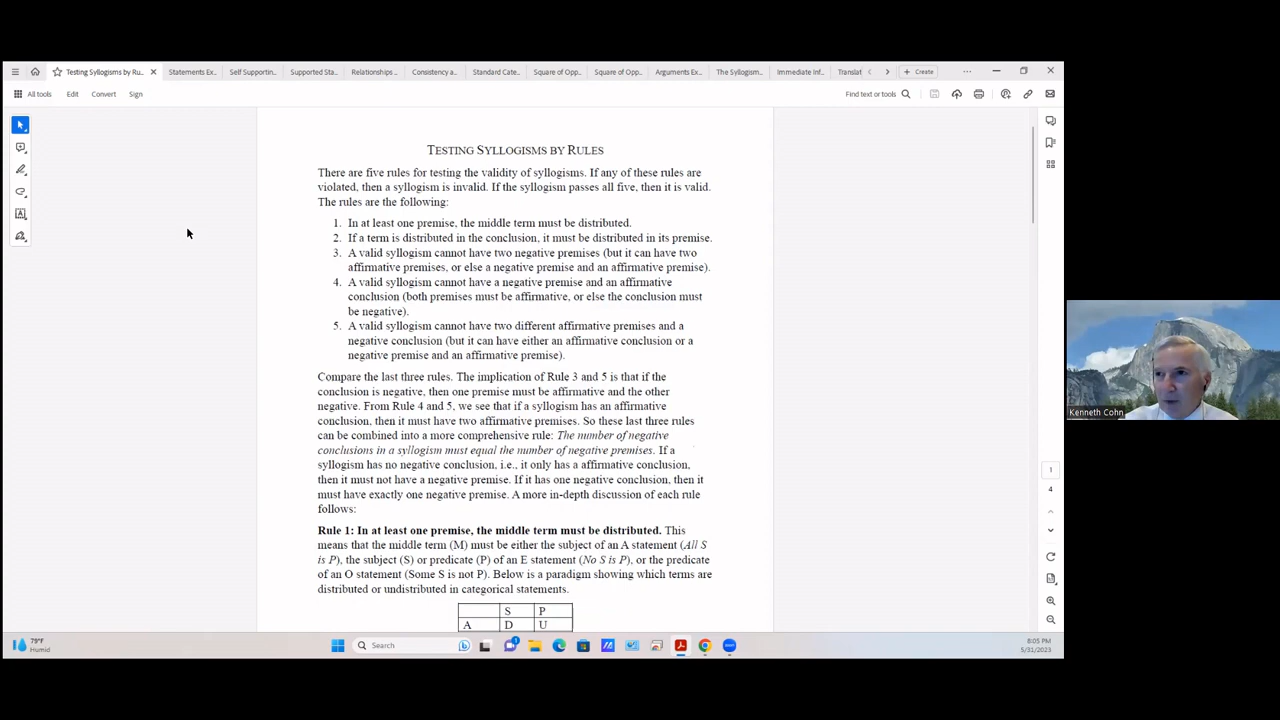 Testing Syllogisms by Ru..
Statements Ex..
Self Supportin..
Supported Sta..
Relationships ..
Consistency a..
Standard Cate..
Square of Opp..
Square of Opp..
Arguments Ex..
The Syllogism..
Immediate Inf..
Translat
Create
All tools
Edit
Convert
Sign
Find text or tools
TESTING SYLLOGISMS BY RULES
There are five rules for testing the validity of syllogisms. If any of these rules are
violated, then a syllogism is invalid. If the syllogism passes all five, then it is valid.
The rules are the following:
1. In at least one premise, the middle term must be distributed.
2. If a term is distributed in the conclusion, it must be distributed in its premise.
3. A valid syllogism cannot have two negative premises (but it can have two
affirmative premises, or else a negative premise and an affirmative premise).
4. A valid syllogism cannot have a negative premise and an affirmative
conclusion (both premises must be affirmative, or else the conclusion must
be negative).
5. A valid syllogism cannot have two different affirmative premises and a
negative conclusion (but it can have either an affirmative conclusion or a
negative premise and an affirmative premise).
Compare the last three rules. The implication of Rule 3 and 5 is that if the
conclusion is negative, then one premise must be affirmative and the other
negative. From Rule 4 and 5, we see that if a syllogism has an affirmative
conclusion, then it must have two affirmative premises. So these last three rules
can be combined into a more comprehensive rule: The number of negative
conclusions in a syllogism must equal the number of negative premises. If a
syllogism has no negative conclusion, i.e., it only has a affirmative conclusion,
then it must not have a negative premise. If it has one negative conclusion, then it
must have exactly one negative premise. A more in-depth discussion of each rule
follows:
Rule 1: In at least one premise, the middle term must be distributed. This
means that the middle term (M) must be either the subject of an A statement (All S
is P), the subject (S) or predicate (P) of an E statement (No S is P), or the predicate
of an O statement (Some S is not P). Below is a paradigm showing which terms are
distributed or undistributed in categorical statements.
S P
A D U
1
4
Kenneth Cohn
79°F
Humid
Search
8:05 PM
5/31/2023